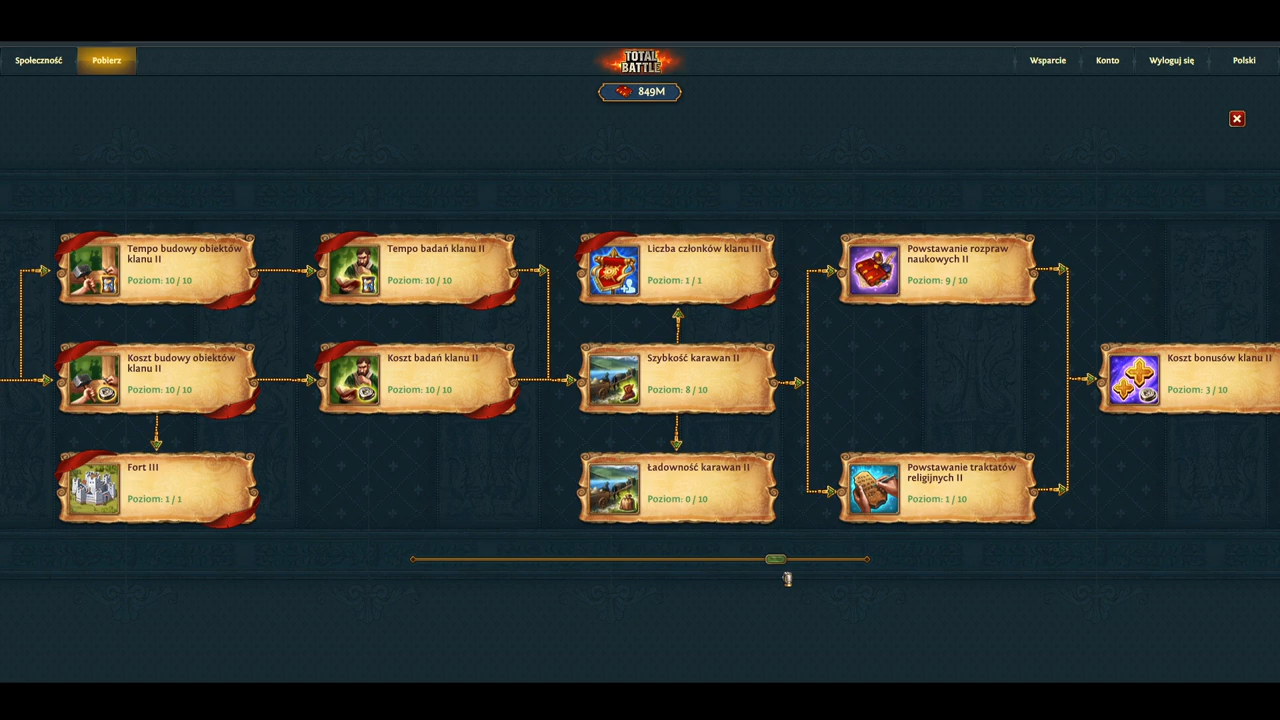 Społeczność
Pobierz
TOTAL
BATTLE
Wsparcie
Konto
Wyloguj się
Polski
849M
Tempo budowy obiektów
klanu II
Poziom: 10 / 10
Tempo badań klanu II
Poziom: 10 / 10
Liczba członków klanu III
Poziom: 1 / 1
Powstawanie rozpraw
naukowych II
Poziom: 9 / 10
Koszt budowy obiektów
klanu II
Poziom: 10 / 10
Koszt badań klanu II
Poziom: 10 / 10
Szybkość karawan II
Poziom: 8 / 10
Koszt bonusów klanu II
Poziom: 3 / 10
Fort III
Poziom: 1 / 1
Ładowność karawan II
Poziom: 0 / 10
Powstawanie traktatów
religijnych II
Poziom: 1 / 10